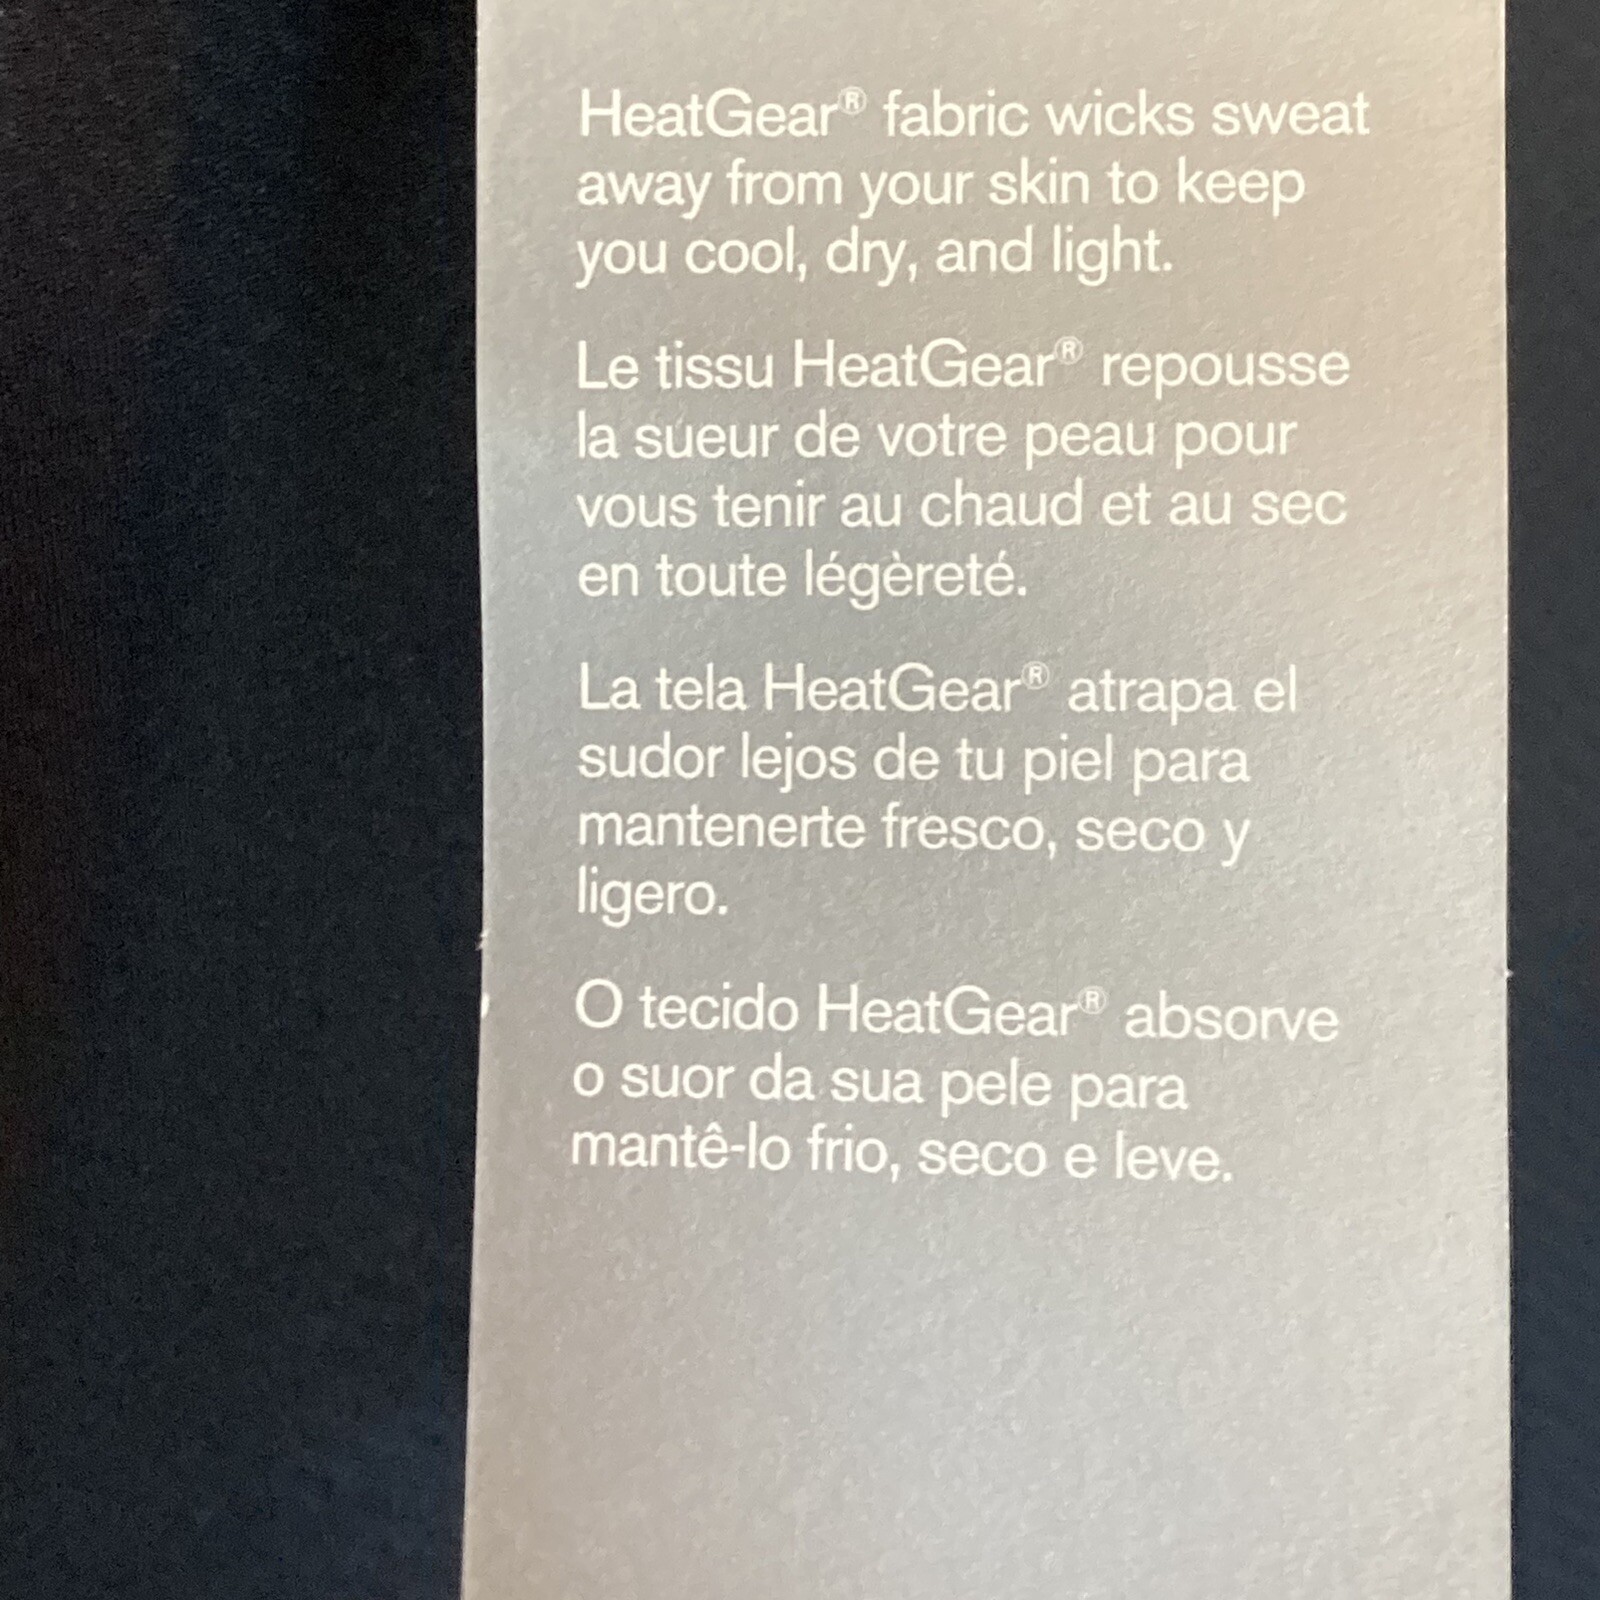 HeatGear® fabric wicks sweat
away from your skin to keep
you cool, dry, and light.
Le tissu HeatGear® repousse
la sueur de votre peau pour
vous tenir au chaud et au sec
en toute légèreté.
La tela HeatGear® atrapa el
sudor lejos de tu piel para
mantenerte fresco, seco y
ligero.
O tecido HeatGear® absorve
o suor da sua pele para
mantê-lo frio, seco e leve.